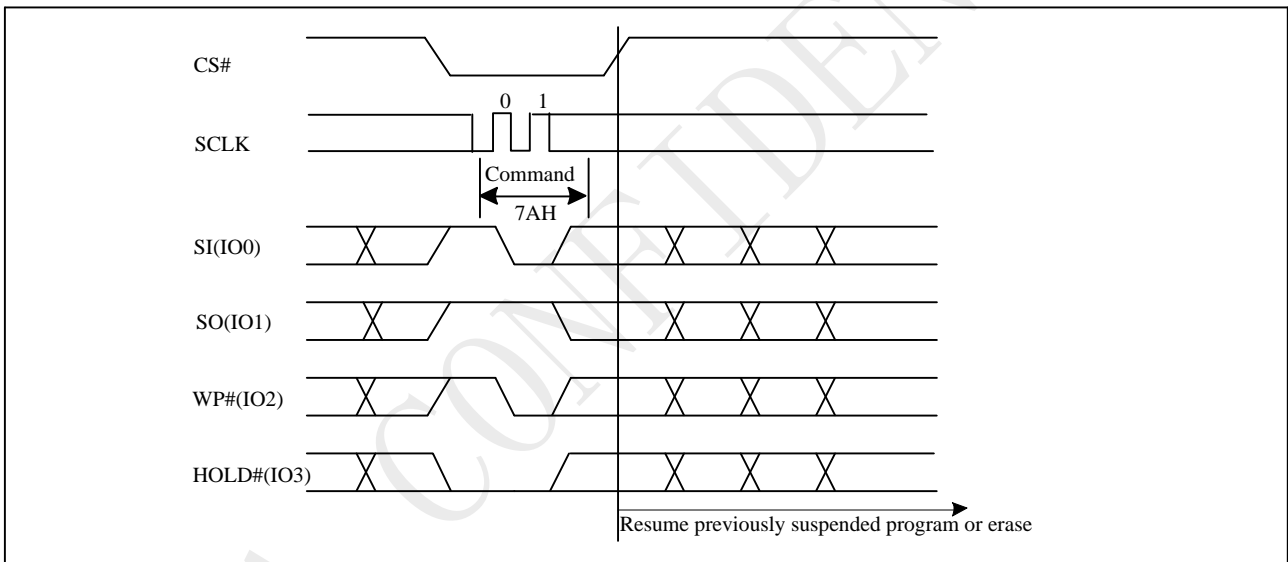 CS#
0 1
SCLK
Command
7AH
SI(IO0)
SO(IO1)
WP#(IO2)
HOLD#(IO3)
Resume previously suspended program or erase
CONFIDEN